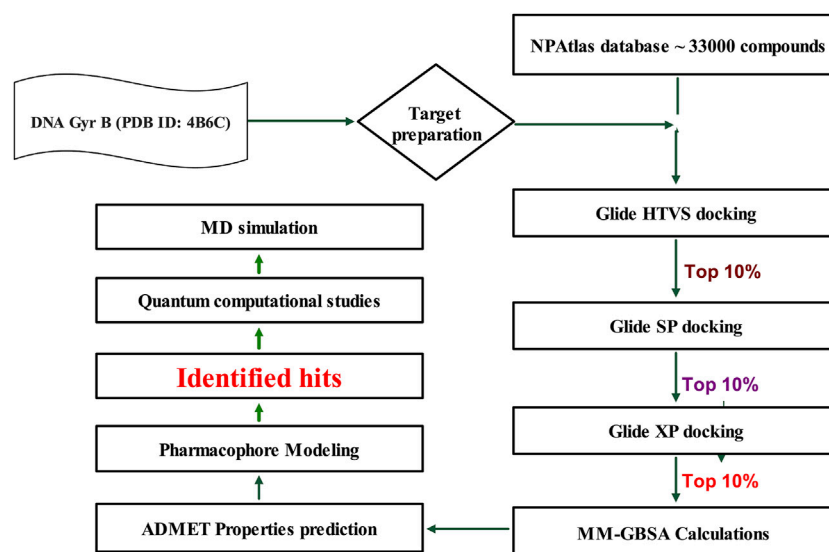 NPAtlas database ~ 33000 compounds
DNA Gyr B (PDB ID: 4B6C)
Target
preparation
Glide HTVS docking
Top 10%
Glide SP docking
Top 10%
Glide XP docking
Top 10%
MM-GBSA Calculations
ADMET Properties prediction
Pharmacophore Modeling
Identified hits
Quantum computational studies
MD simulation